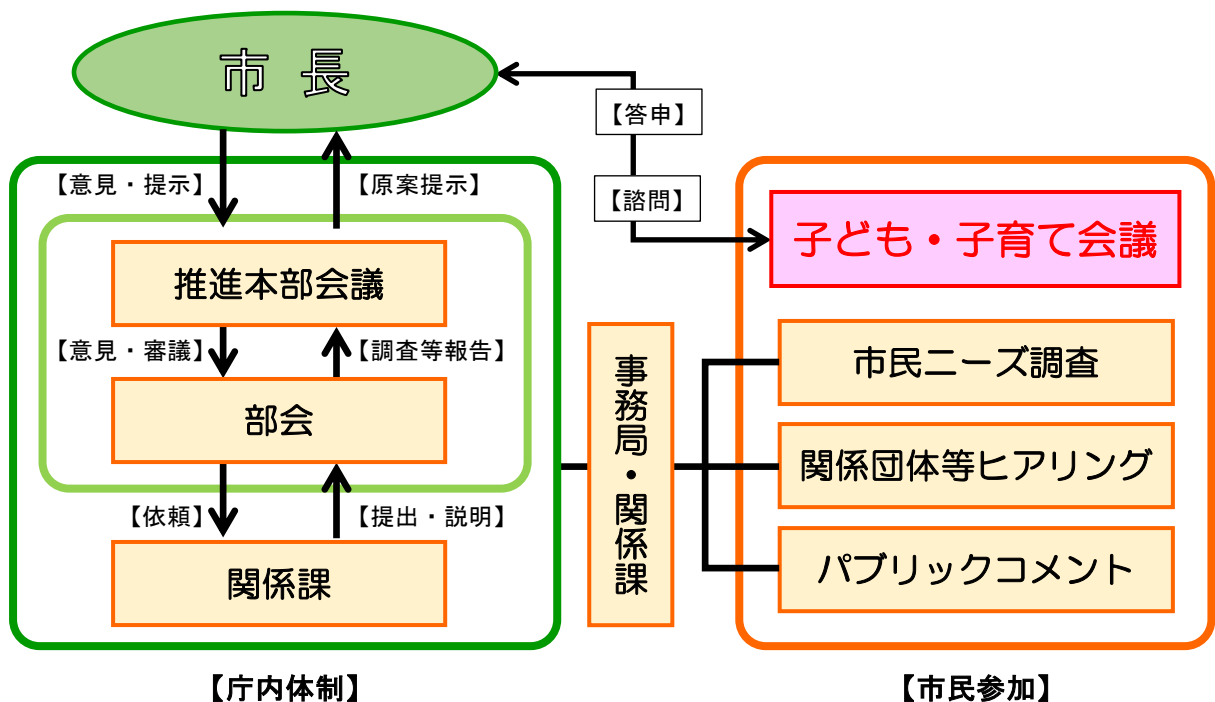 市長
【答申】
【意見・提示】
【原案提示】
【諮問】
子ども・子育て会議
推進本部会議
【意見・審議】
【調査等報告】
部会
【依頼】
【提出・説明】
関係課
事務局・関係課
市民ニーズ調査
関係団体等ヒアリング
パブリックコメント
【庁内体制】
【市民参加】